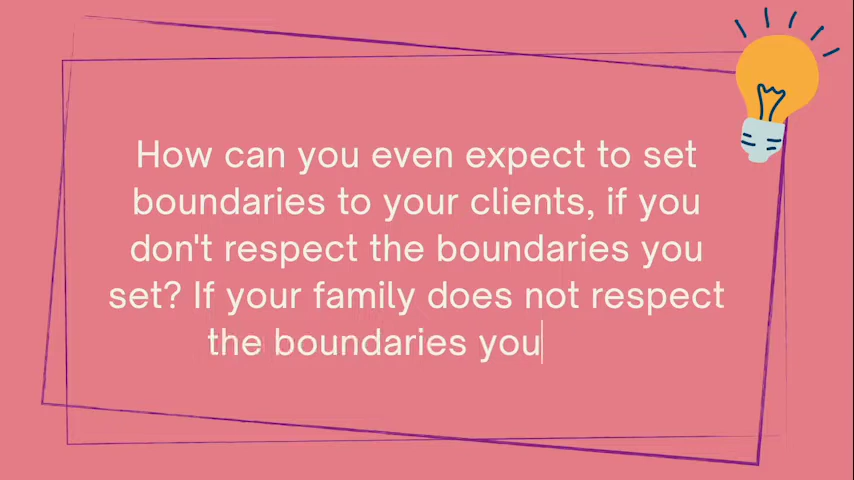 How can you even expect to set
boundaries to your clients, if you
don't respect the boundaries you
set? If your family does not respect
the boundaries you